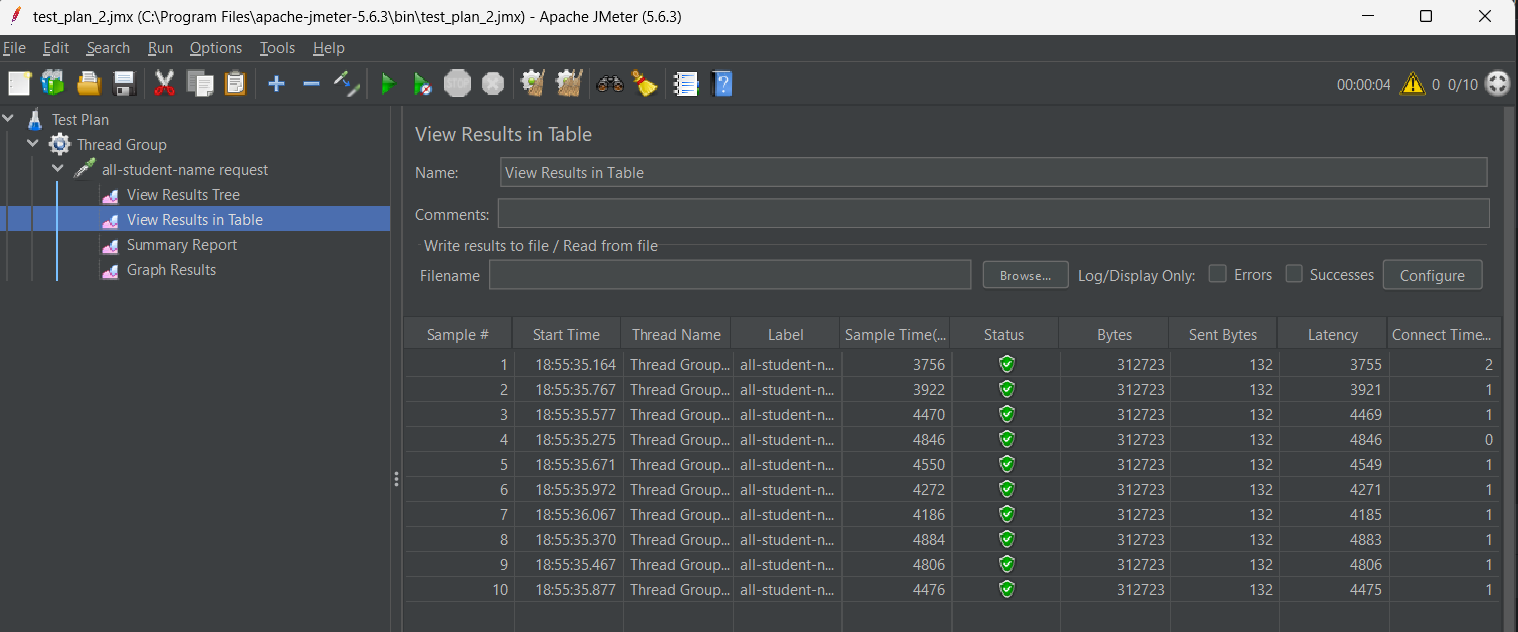 test_plan_2.jmx (C:\Program Files\apache-jmeter-5.6.3\bin\test_plan_2.jmx) - Apache JMeter (5.6.3)
File Edit Search Run Options Tools Help
STOP 00:00:04 0 0/10
Test Plan
Thread Group
all-student-name request
View Results Tree
View Results in Table
Summary Report
Graph Results
View Results in Table
Name: View Results in Table
Comments:
Write results to file / Read from file
Filename Browse... Log/Display Only: Errors Successes Configure
Sample # Start Time Thread Name Label Sample Time(... Status Bytes Sent Bytes Latency Connect Time...
1 18:55:35.164 Thread Group... all-student-n... 3756 312723 132 3755 2
2 18:55:35.767 Thread Group... all-student-n... 3922 312723 132 3921 1
3 18:55:35.577 Thread Group... all-student-n... 4470 312723 132 4469 1
4 18:55:35.275 Thread Group... all-student-n... 4846 312723 132 4846 0
5 18:55:35.671 Thread Group... all-student-n... 4550 312723 132 4549 1
6 18:55:35.972 Thread Group... all-student-n... 4272 312723 132 4271 1
7 18:55:36.067 Thread Group... all-student-n... 4186 312723 132 4185 1
8 18:55:35.370 Thread Group... all-student-n... 4884 312723 132 4883 1
9 18:55:35.467 Thread Group... all-student-n... 4806 312723 132 4806 1
10 18:55:35.877 Thread Group... all-student-n... 4476 312723 132 4475 1